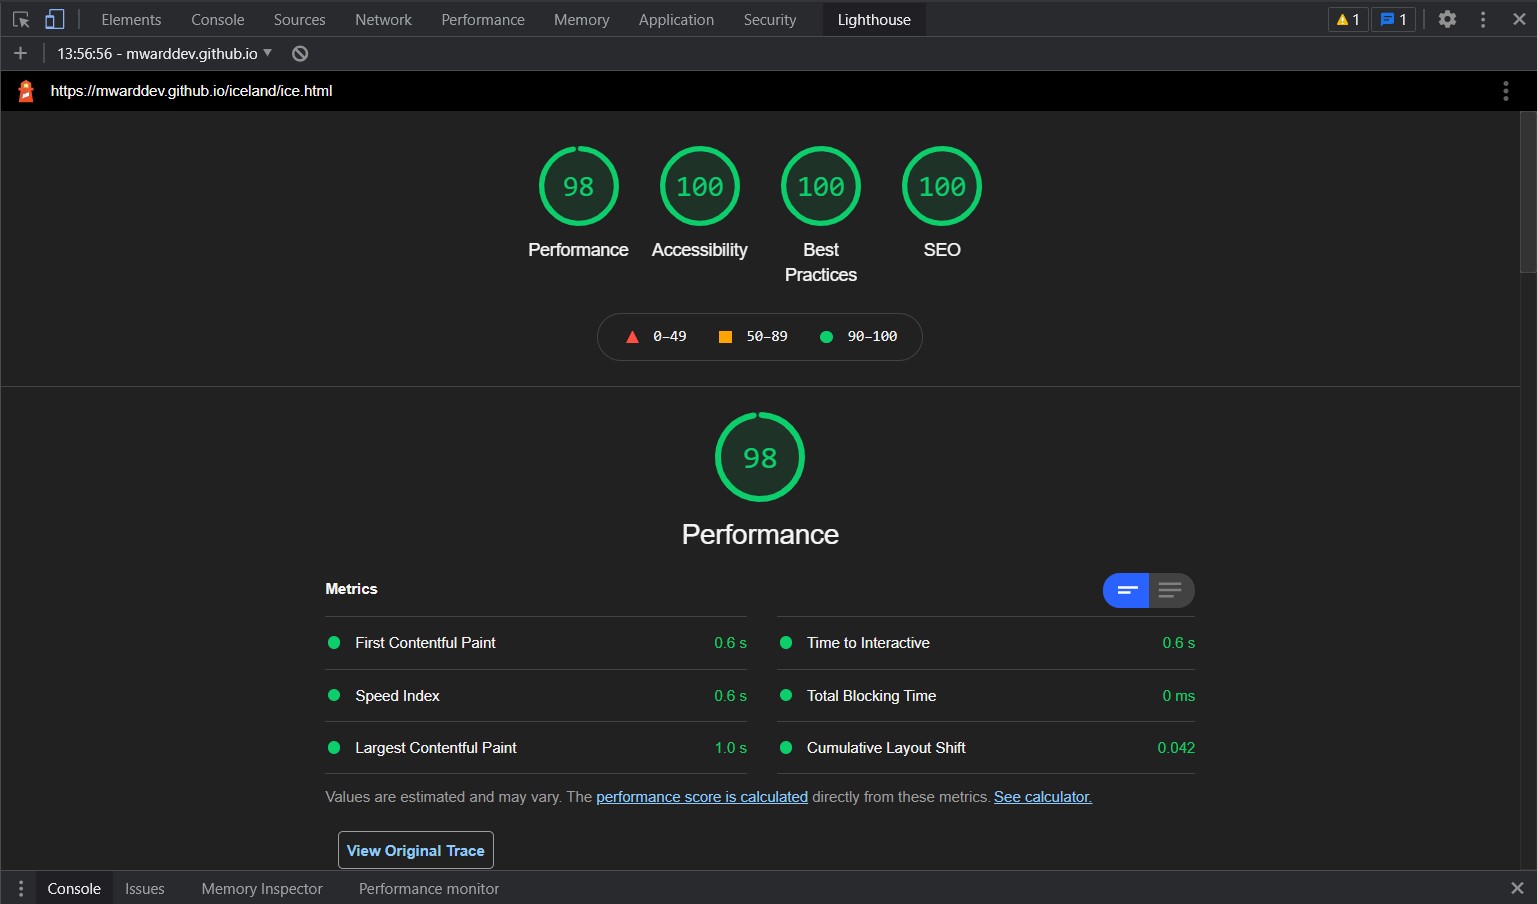 Elements Console Sources Network Performance Memory Application Security Lighthouse 1 1
13:56:56 - mwarddev.github.io
https://mwarddev.github.io/iceland/ice.html
98 100 100 100
Performance Accessibility Best Practices SEO
0–49 50–89 90–100
98
Performance
Metrics
First Contentful Paint 0.6 s Time to Interactive 0.6 s
Speed Index 0.6 s Total Blocking Time 0 ms
Largest Contentful Paint 1.0 s Cumulative Layout Shift 0.042
Values are estimated and may vary. The performance score is calculated directly from these metrics. See calculator.
View Original Trace
Console Issues Memory Inspector Performance monitor